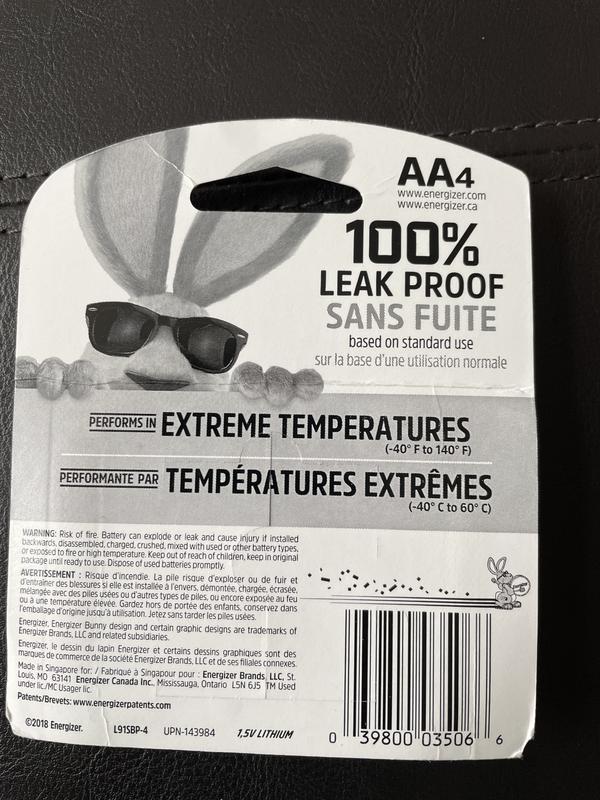 AA4
www.energizer.com
www.energizer.ca
100%
LEAK PROOF
SANS FUITE
based on standard use
sur la base d'une utilisation normale
PERFORMS IN EXTREME TEMPERATURES
(-40° F to 140° F)
PERFORMANTE PAR TEMPÉRATURES EXTRÊMES
(-40° C to 60° C)
WARNING: Risk of fire. Battery can explode or leak and cause injury if installed
backwards, disassembled, charged, crushed, mixed with used or other battery types,
or exposed to fire or high temperature. Keep out of reach of children, keep in original
package until ready to use. Dispose of used batteries promptly.
AVERTISSEMENT : Risque d'incendie. La pile risque d'exploser ou de fuir et
d'entraîner des blessures si elle est installée à l'envers, démontée, chargée, écrasée,
mélangée avec des piles usées ou d'autres types de piles, ou encore exposée au feu
ou à une température élevée. Gardez hors de portée des enfants, conservez dans
l'emballage d'origine jusqu'à utilisation. Jetez sans tarder les piles usées.
Energizer, Energizer Bunny design and certain graphic designs are trademarks of
Energizer Brands, LLC and related subsidiaries.
Energizer, le dessin du lapin Energizer et certains dessins graphiques sont des
marques de commerce de la société Energizer Brands, LLC et de ses filiales connexes.
Made in Singapore for: / Fabriqué à Singapour pour : Energizer Brands, LLC, St.
Louis, MO 63141 Energizer Canada Inc., Mississauga, Ontario L5N 6J5 TM Used
under lic./MC Usager lic.
Patents/Brevets: www.energizerpatents.com
©2018 Energizer. L91SBP-4 UPN-143984 1,5V LITHIUM
0 39800 03506 6